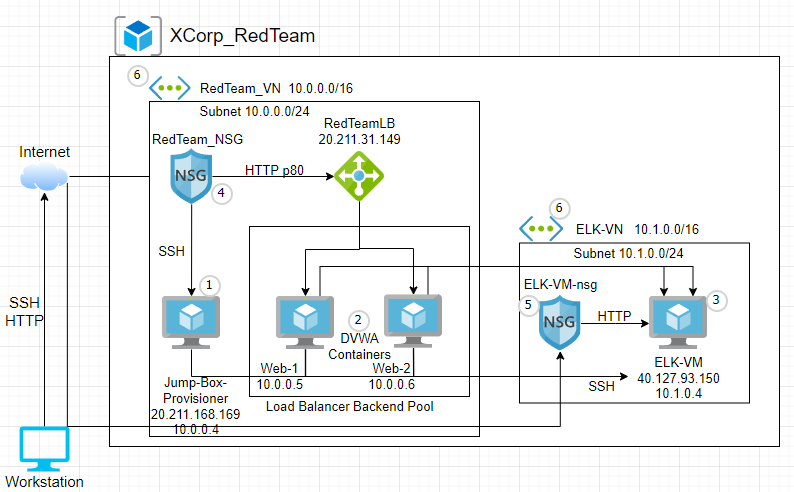 XCorp_RedTeam
6
RedTeam_VN 10.0.0.0/16
Subnet 10.0.0.0/24
RedTeam_NSG
RedTeamLB
20.211.31.149
Internet
NSG
HTTP p80
4
6
ELK-VN 10.1.0.0/16
Subnet 10.1.0.0/24
SSH
ELK-VM-nsg
1
2
5
3
SSH
HTTP
NSG
HTTP
DVWA
Containers
Web-1
10.0.0.5
Web-2
10.0.0.6
ELK-VM
40.127.93.150
10.1.0.4
SSH
Jump-Box-
Provisioner
20.211.168.169
10.0.0.4
Load Balancer Backend Pool
Workstation